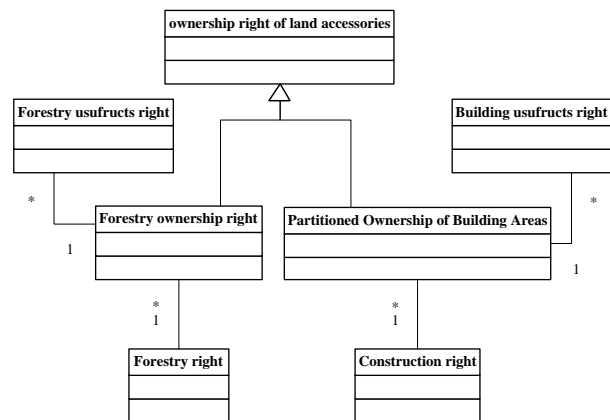 ownership right of land accessories
Forestry usufructs right
Building usufructs right
*
*
Forestry ownership right
Partitioned Ownership of Building Areas
1
1
*
*
1
1
Forestry right
Construction right